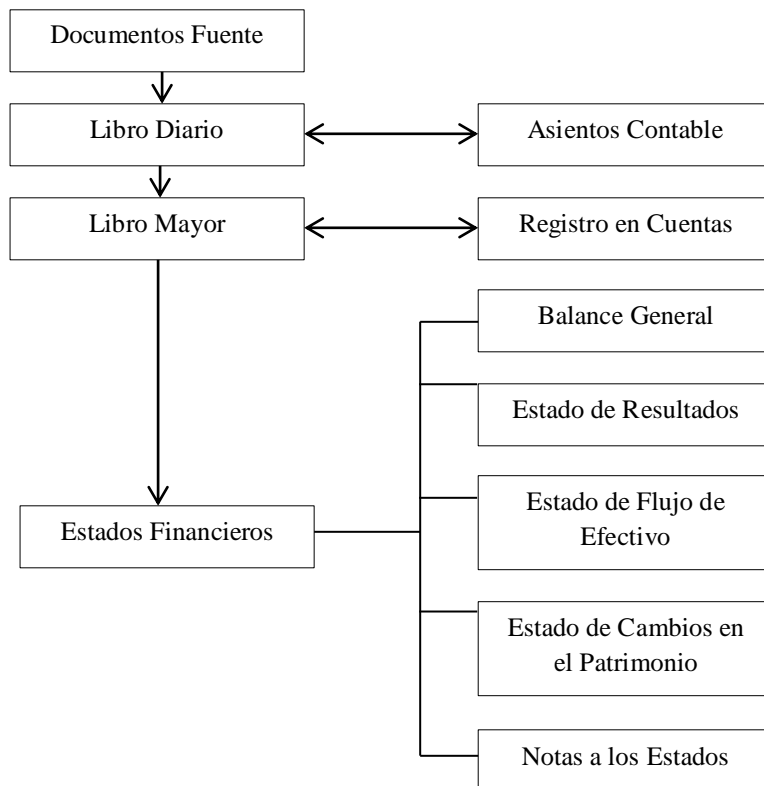 Documentos Fuente
Libro Diario
Asientos Contable
Libro Mayor
Registro en Cuentas
Balance General
Estado de Resultados
Estados Financieros
Estado de Flujo de
Efectivo
Estado de Cambios en
el Patrimonio
Notas a los Estados